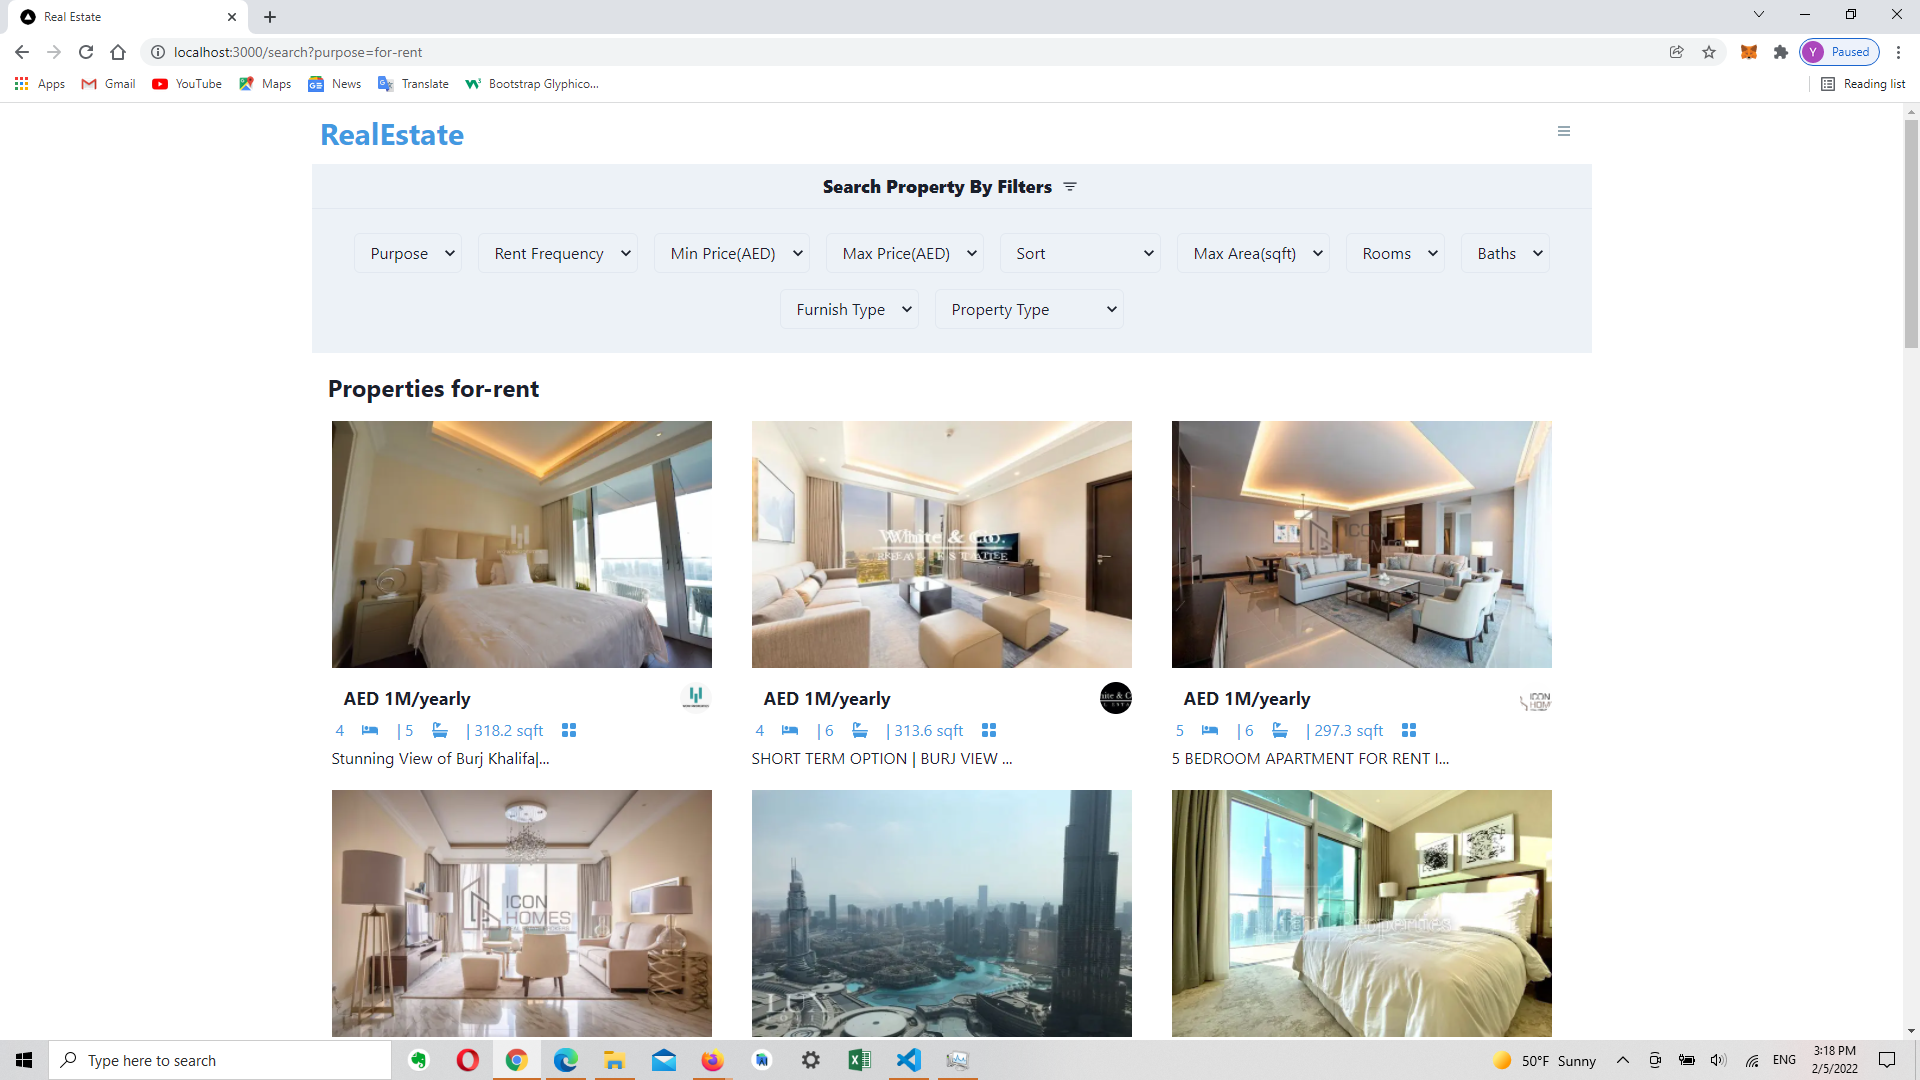 Real Estate
localhost:3000/search?purpose=for-rent
Paused
Apps
Gmail
YouTube
Maps
News
Translate
Bootstrap Glyphico...
Reading list
RealEstate
Search Property By Filters
Purpose
Rent Frequency
Min Price(AED)
Max Price(AED)
Sort
Max Area(sqft)
Rooms
Baths
Furnish Type
Property Type
Properties for-rent
White & Co.
ICON
AED 1M/yearly
4 | 5 | 318.2 sqft
Stunning View of Burj Khalifa|...
AED 1M/yearly
4 | 6 | 313.6 sqft
SHORT TERM OPTION | BURJ VIEW ...
AED 1M/yearly
5 | 6 | 297.3 sqft
5 BEDROOM APARTMENT FOR RENT I...
ICON
HOMES
LUX
Type here to search
50°F Sunny
ENG
3:18 PM
2/5/2022